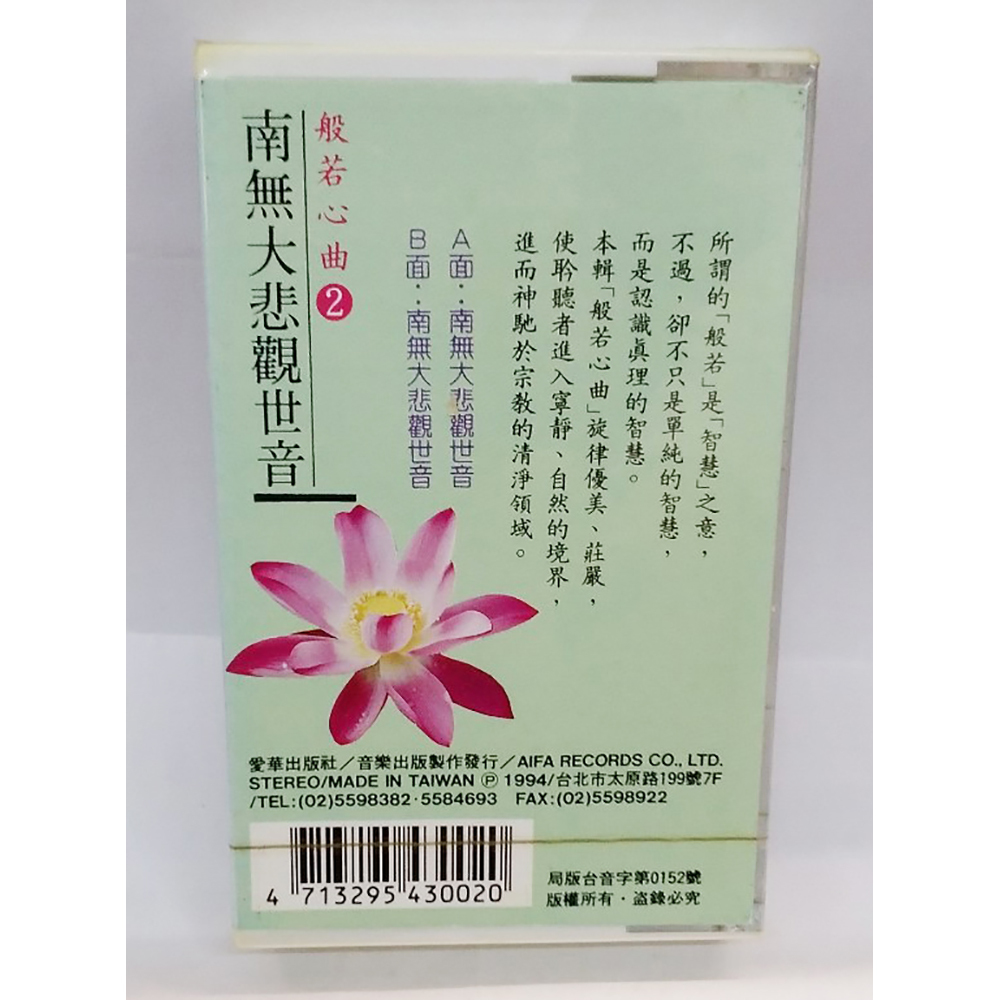 所謂的「般若」是「智慧」之意，
不過，卻不只是單純的智慧，
而是認識真理的智慧。
本輯「般若心曲」旋律優美、莊嚴，
使聆聽者進入寧靜、自然的境界，
進而神馳於宗教的清淨領域。
A面：南無大悲觀世音
B面：南無大悲觀世音
般若心曲2
南無大悲觀世音
愛華出版社／音樂出版製作發行／AIFA RECORDS CO., LTD.
STEREO/MADE IN TAIWAN Ⓟ 1994/台北市太原路199號7F
/TEL:(02)5598382·5584693 FAX:(02)5598922
4 713295 430020
局版台音字第0152號
版權所有·盜錄必究